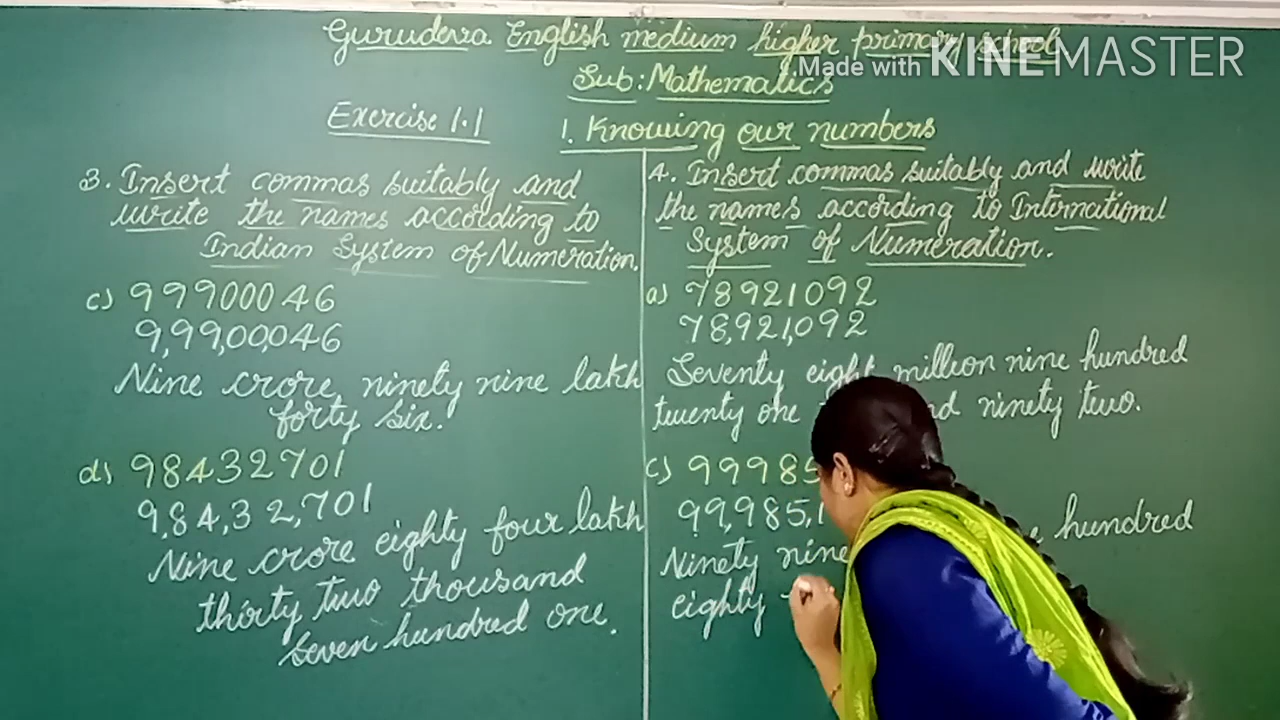 Gurudeva English medium higher primary school
Made with KINEMASTER
Sub: Mathematics
Exercise 1.1
1. Knowing our numbers
3. Insert commas suitably and
write the names according to
Indian System of Numeration.
c) 99900046
9,99,00,046
Nine crore ninety nine lakh
forty six.
d) 98432701
9,84,32,701
Nine crore eighty four lakh
thirty two thousand
seven hundred one.
4. Insert commas suitably and write
the names according to International
System of Numeration.
a) 78921092
78,921,092
Seventy eight million nine hundred
twenty one ninety two.
c) 99985
99,985,
Ninety nine hundred
eighty